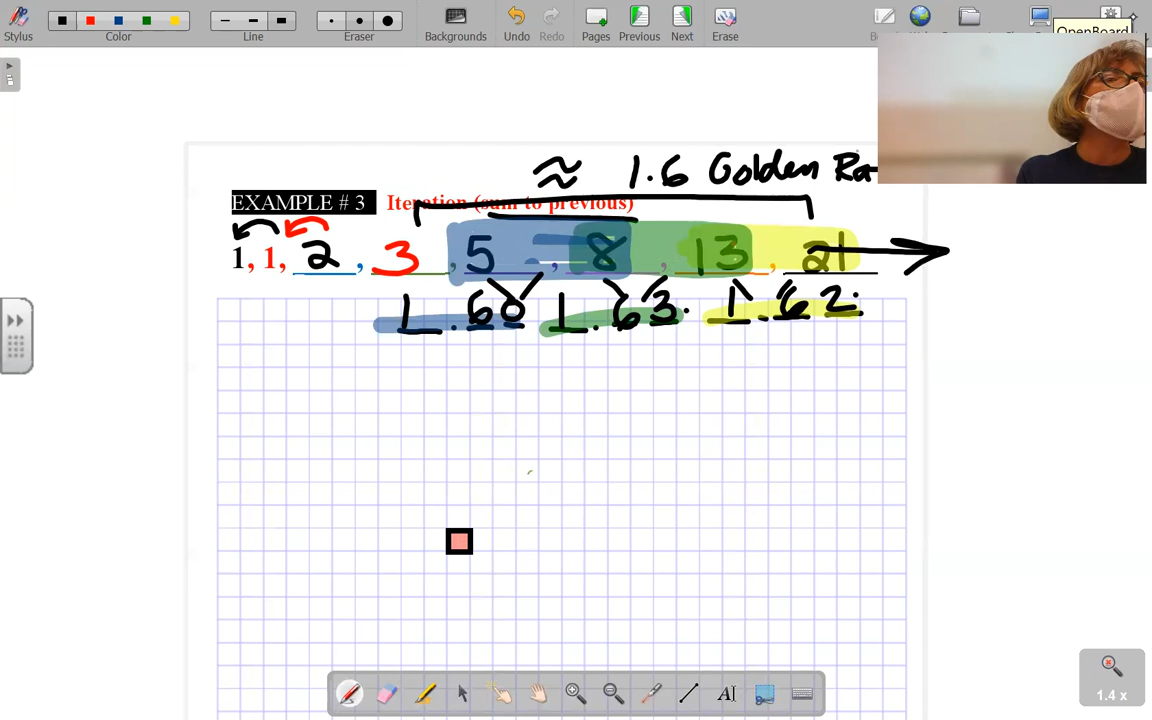 Stylus
Color
Line
Eraser
Backgrounds
Undo
Redo
Pages
Previous
Next
Erase
OpenBoard
≈ 1.6 Golden Ra
EXAMPLE # 3 Iteration (sum to previous)
1, 1, 2, 3, 5, 8, 13, 21
1.60 1.63. 1.62.
1.4 x